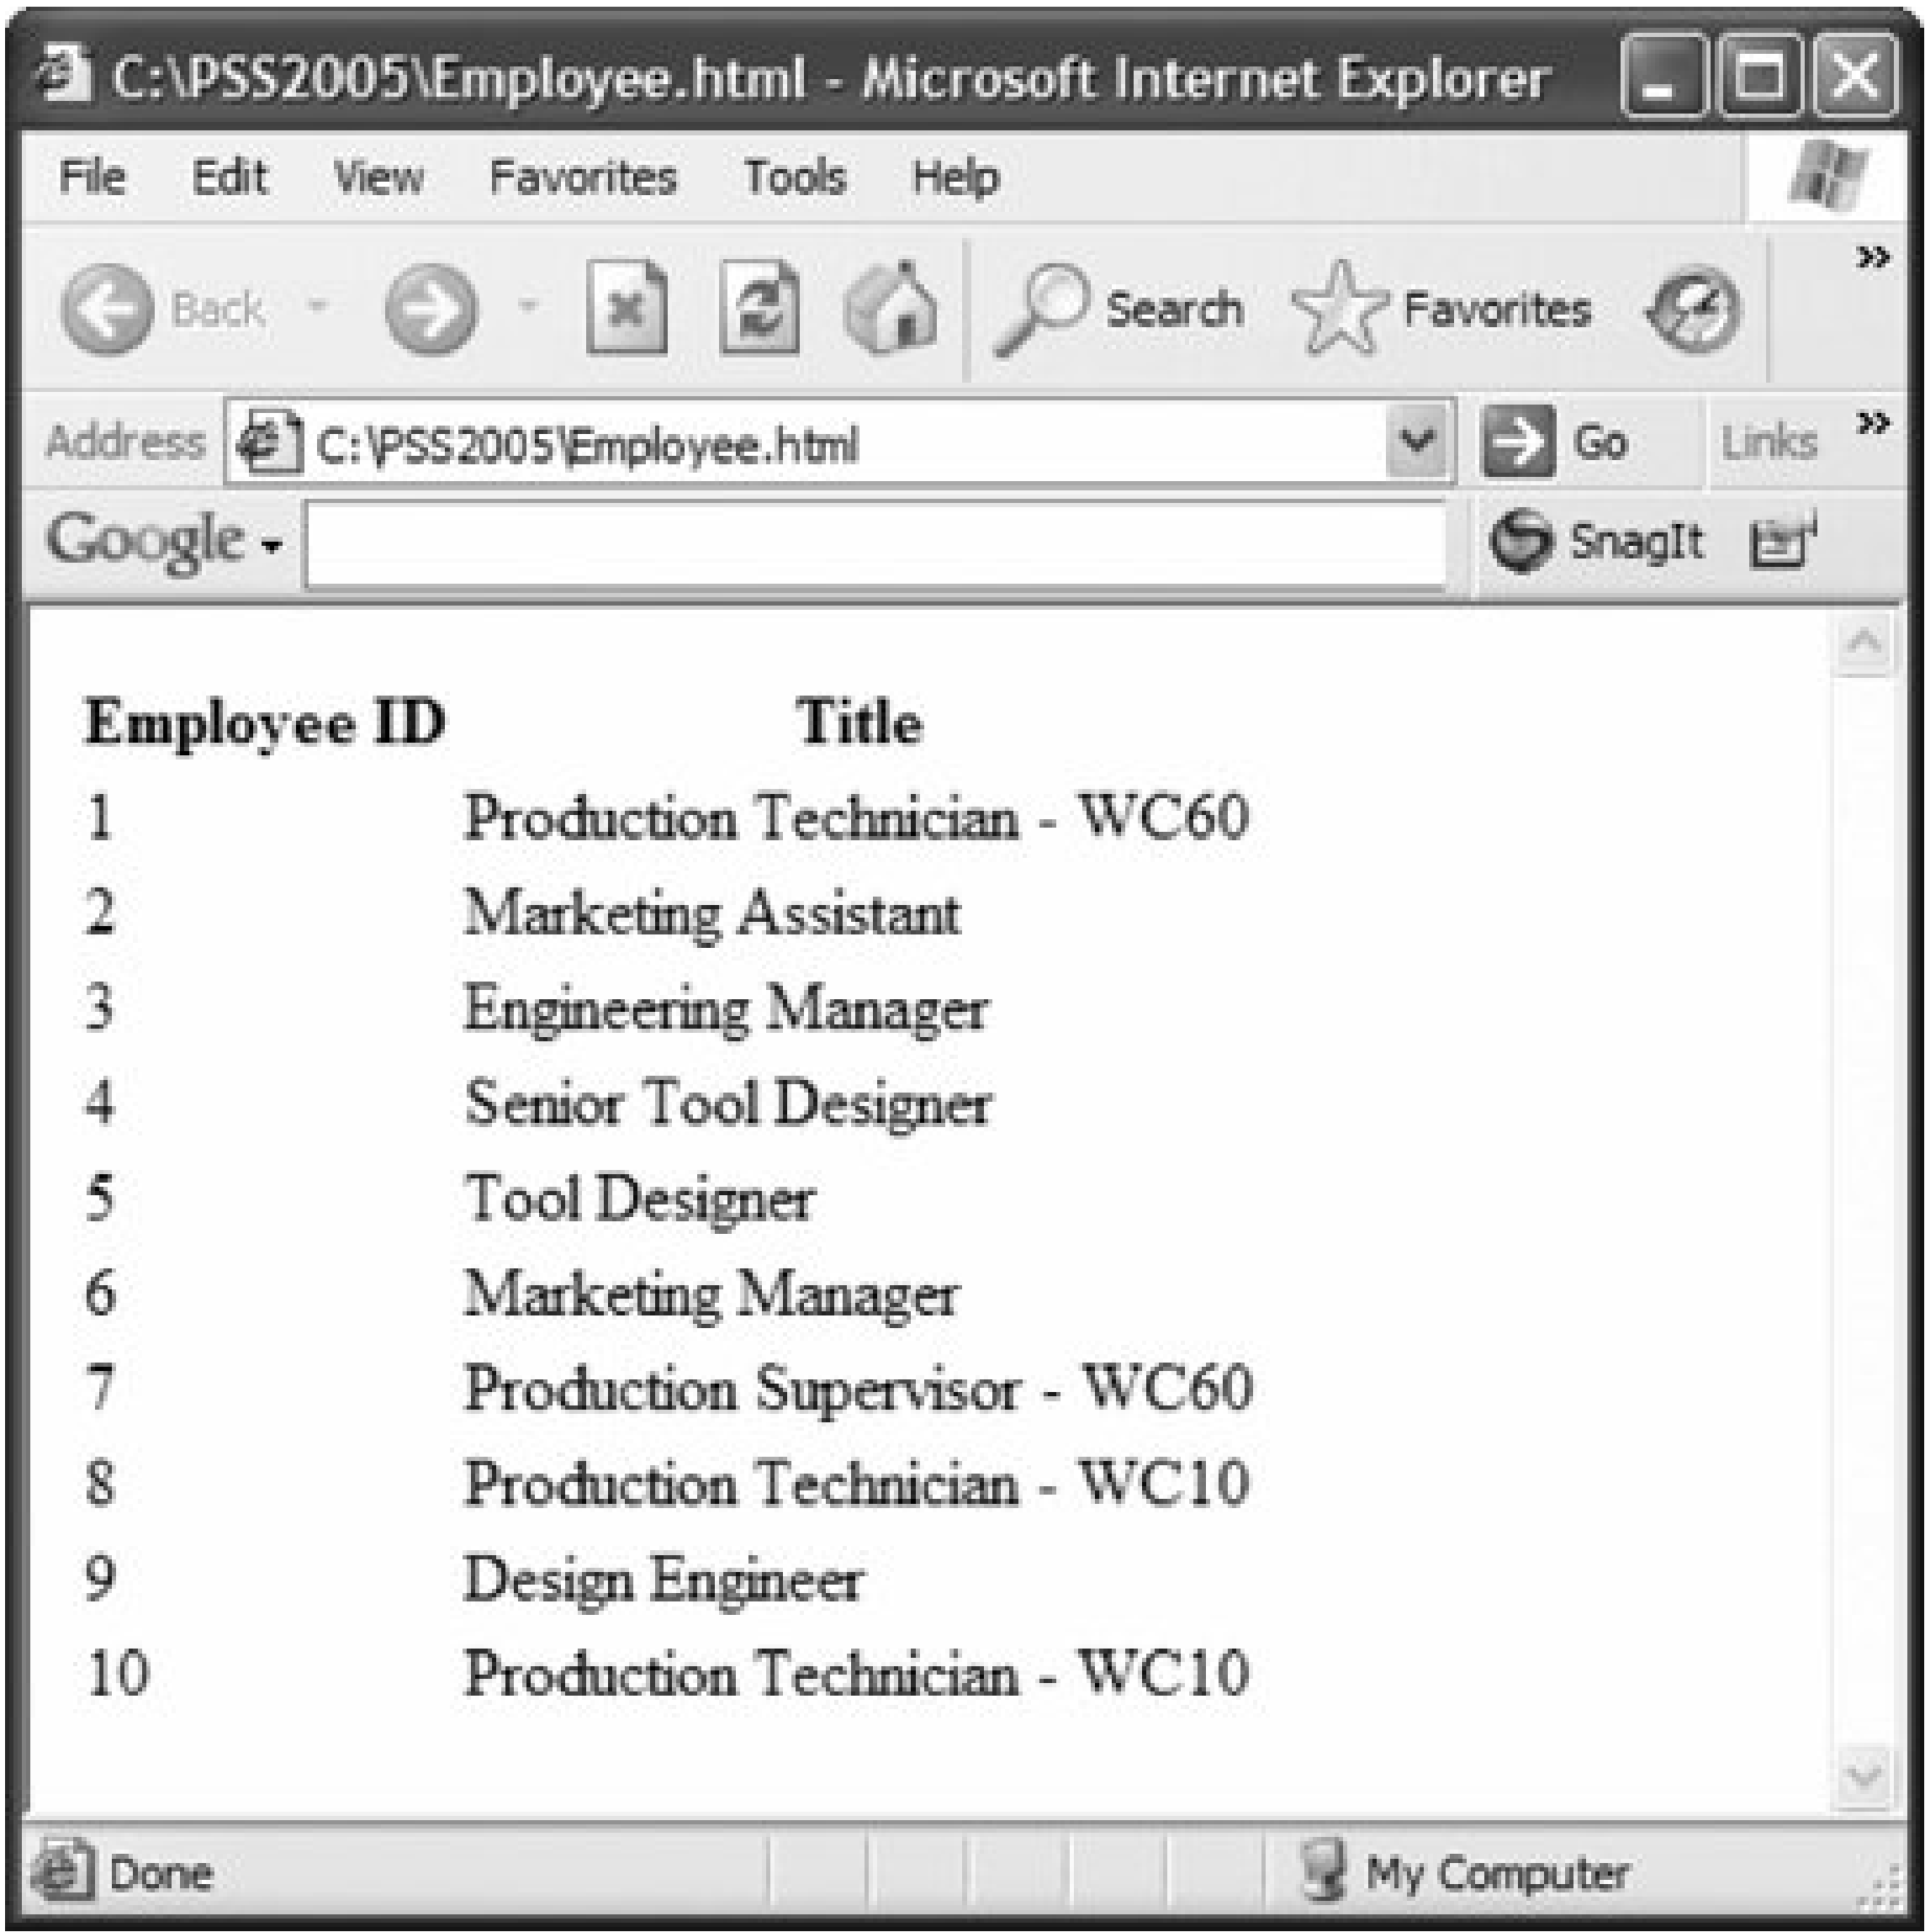 C:\PSS2005\Employee.html - Microsoft Internet Explorer
File Edit View Favorites Tools Help
Back Search Favorites »
Address C:\PSS2005\Employee.html Go Links »
Google SnagIt
Employee ID Title
1 Production Technician - WC60
2 Marketing Assistant
3 Engineering Manager
4 Senior Tool Designer
5 Tool Designer
6 Marketing Manager
7 Production Supervisor - WC60
8 Production Technician - WC10
9 Design Engineer
10 Production Technician - WC10
Done My Computer